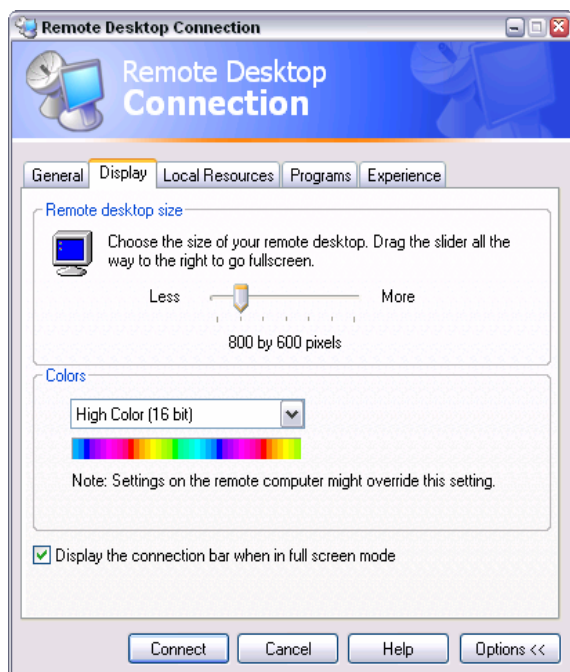 Remote Desktop Connection
Remote Desktop
Connection
General Display Local Resources Programs Experience
Remote desktop size
Choose the size of your remote desktop. Drag the slider all the
way to the right to go fullscreen.
Less More
800 by 600 pixels
Colors
High Color (16 bit)
Note: Settings on the remote computer might override this setting.
Display the connection bar when in full screen mode
Connect Cancel Help Options <<